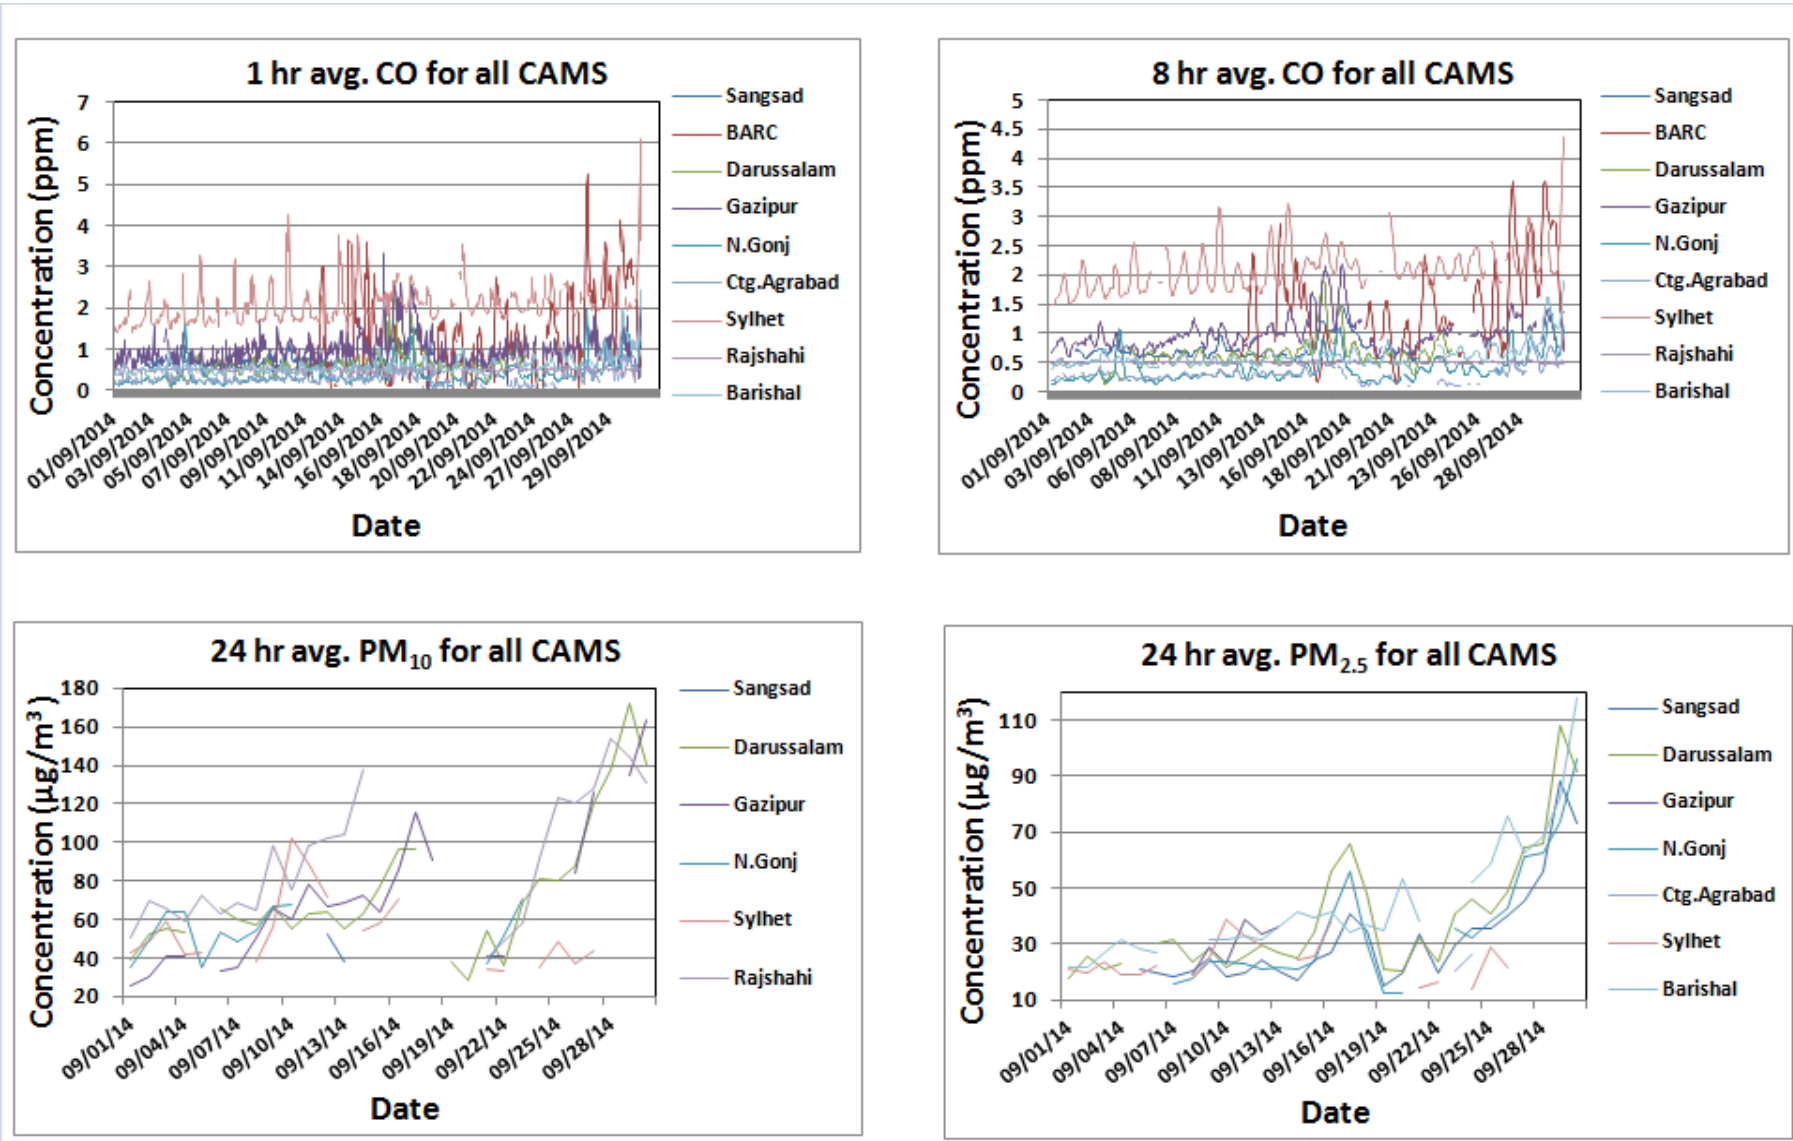 1 hr avg. CO for all CAMS
Concentration (ppm)
7
6
5
4
3
2
1
0
01/09/2014
03/09/2014
05/09/2014
07/09/2014
09/09/2014
11/09/2014
14/09/2014
16/09/2014
18/09/2014
20/09/2014
22/09/2014
24/09/2014
27/09/2014
29/09/2014
Date
Sangsad
BARC
Darussalam
Gazipur
N.Gonj
Ctg.Agrabad
Sylhet
Rajshahi
Barishal
8 hr avg. CO for all CAMS
Concentration (ppm)
5
4.5
4
3.5
3
2.5
2
1.5
1
0.5
0
01/09/2014
03/09/2014
06/09/2014
08/09/2014
11/09/2014
13/09/2014
16/09/2014
18/09/2014
21/09/2014
23/09/2014
26/09/2014
28/09/2014
Date
Sangsad
BARC
Darussalam
Gazipur
N.Gonj
Ctg.Agrabad
Sylhet
Rajshahi
Barishal
24 hr avg. PM₁₀ for all CAMS
Concentration (µg/m³)
180
160
140
120
100
80
60
40
20
09/01/14
09/04/14
09/07/14
09/10/14
09/13/14
09/16/14
09/19/14
09/22/14
09/25/14
09/28/14
Date
Sangsad
Darussalam
Gazipur
N.Gonj
Sylhet
Rajshahi
24 hr avg. PM₂.₅ for all CAMS
Concentration (µg/m³)
110
90
70
50
30
10
09/01/14
09/04/14
09/07/14
09/10/14
09/13/14
09/16/14
09/19/14
09/22/14
09/25/14
09/28/14
Date
Sangsad
Darussalam
Gazipur
N.Gonj
Ctg.Agrabad
Sylhet
Barishal